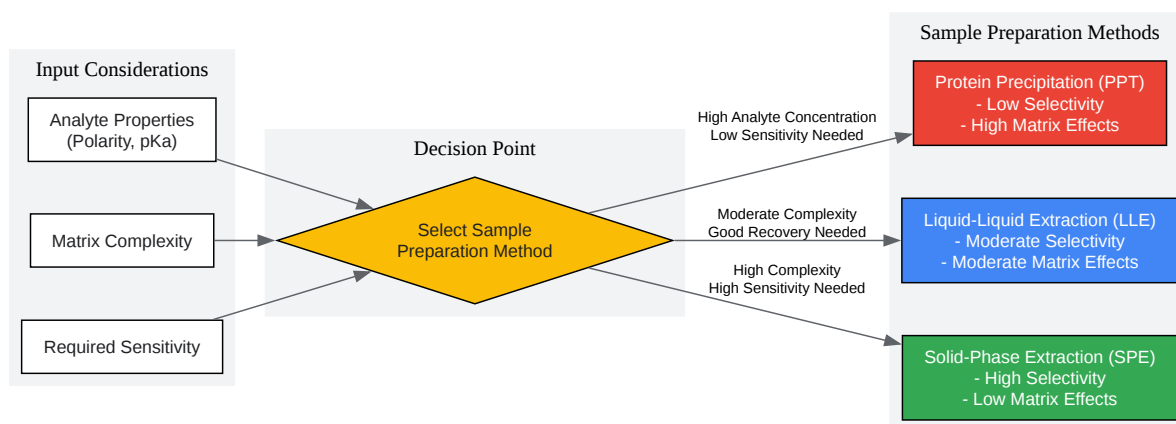 Input Considerations
Analyte Properties
(Polarity, pKa)
Matrix Complexity
Required Sensitivity
Decision Point
Select Sample
Preparation Method
High Analyte Concentration
Low Sensitivity Needed
Moderate Complexity
Good Recovery Needed
High Complexity
High Sensitivity Needed
Sample Preparation Methods
Protein Precipitation (PPT)
- Low Selectivity
- High Matrix Effects
Liquid-Liquid Extraction (LLE)
- Moderate Selectivity
- Moderate Matrix Effects
Solid-Phase Extraction (SPE)
- High Selectivity
- Low Matrix Effects